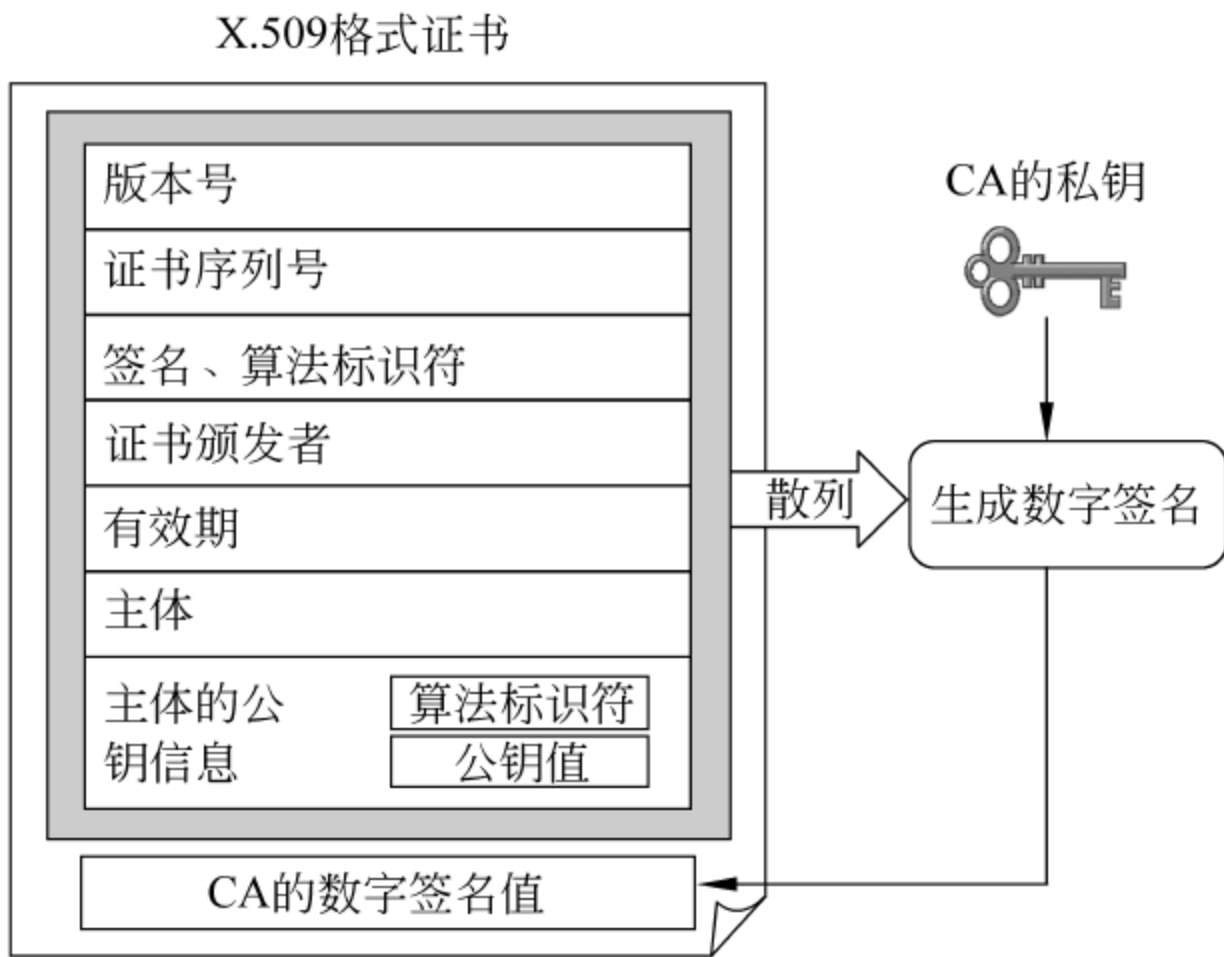 X.509格式证书
版本号
证书序列号
签名、算法标识符
证书颁发者
有效期
主体
主体的公
钥信息
算法标识符
公钥值
CA的数字签名值
散列
CA的私钥
生成数字签名